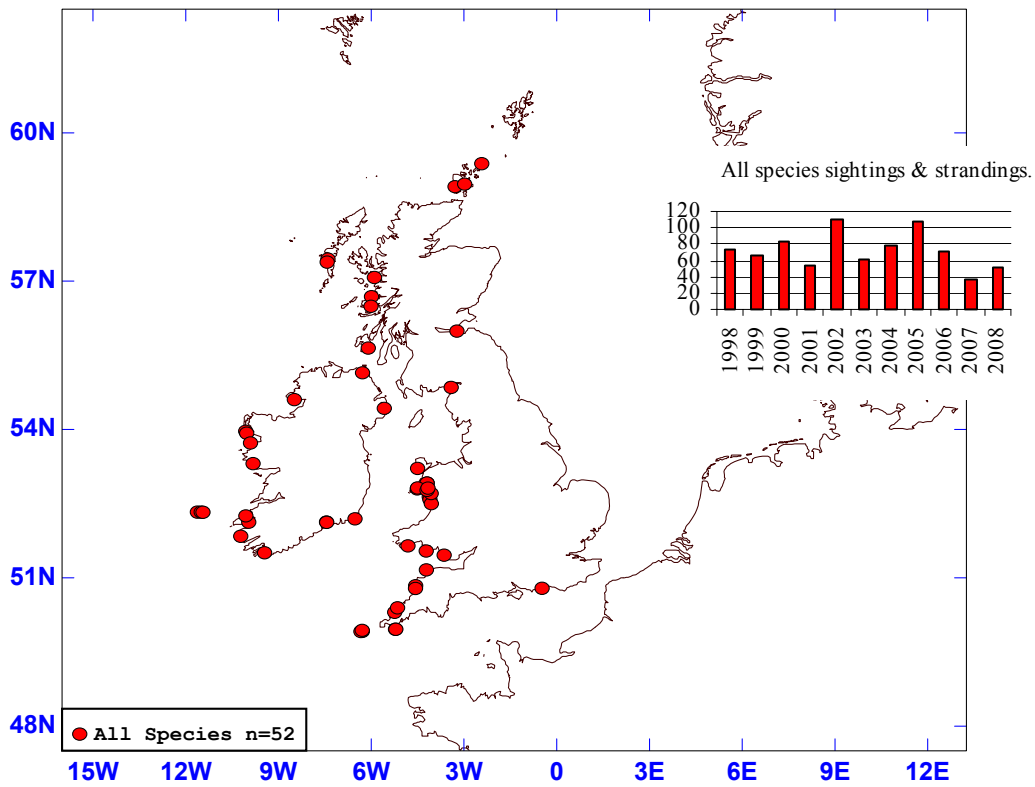 60N
57N
54N
51N
48N
All species sightings & strandings.
120
100
80
60
40
20
0
1998
1999
2000
2001
2002
2003
2004
2005
2006
2007
2008
All Species n=52
15W 12W 9W 6W 3W 0 3E 6E 9E 12E